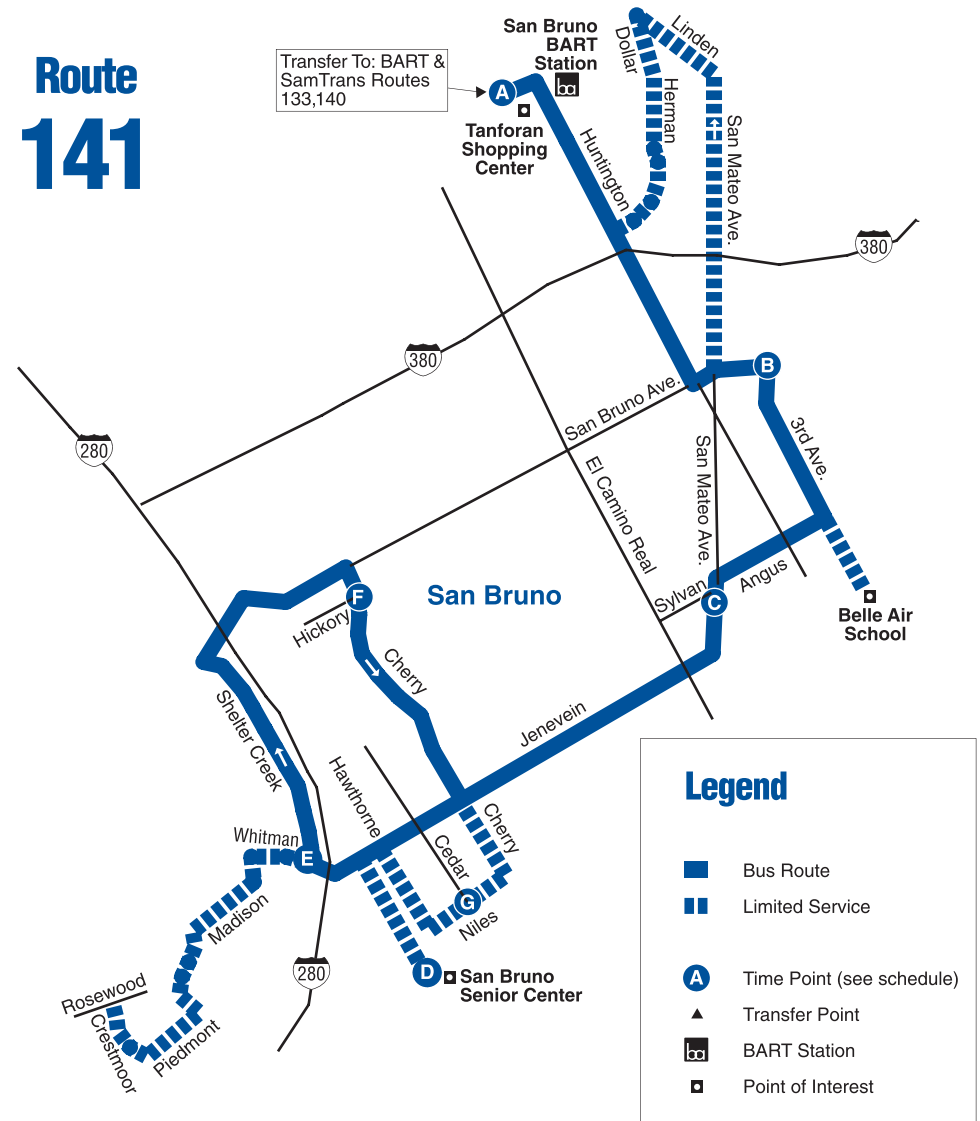 Route
141
Transfer To: BART &
SamTrans Routes
133,140
San Bruno
BART
Station
ba
A
Tanforan
Shopping
Center
Linden
Dollar
Herman
San Mateo Ave.
Huntington
380
380
280
B
San Bruno Ave.
3rd Ave.
El Camino Real
San Mateo Ave.
Sylvan
Angus
C
Belle Air
School
San Bruno
F
Hickory
Cherry
Shelter Creek
Jenevein
Hawthorne
Cedar
Cherry
Whitman
E
G
Niles
Madison
D
San Bruno
Senior Center
280
Rosewood
Crestmoor
Piedmont
Legend
Bus Route
Limited Service
A
Time Point (see schedule)
Transfer Point
ba
BART Station
Point of Interest